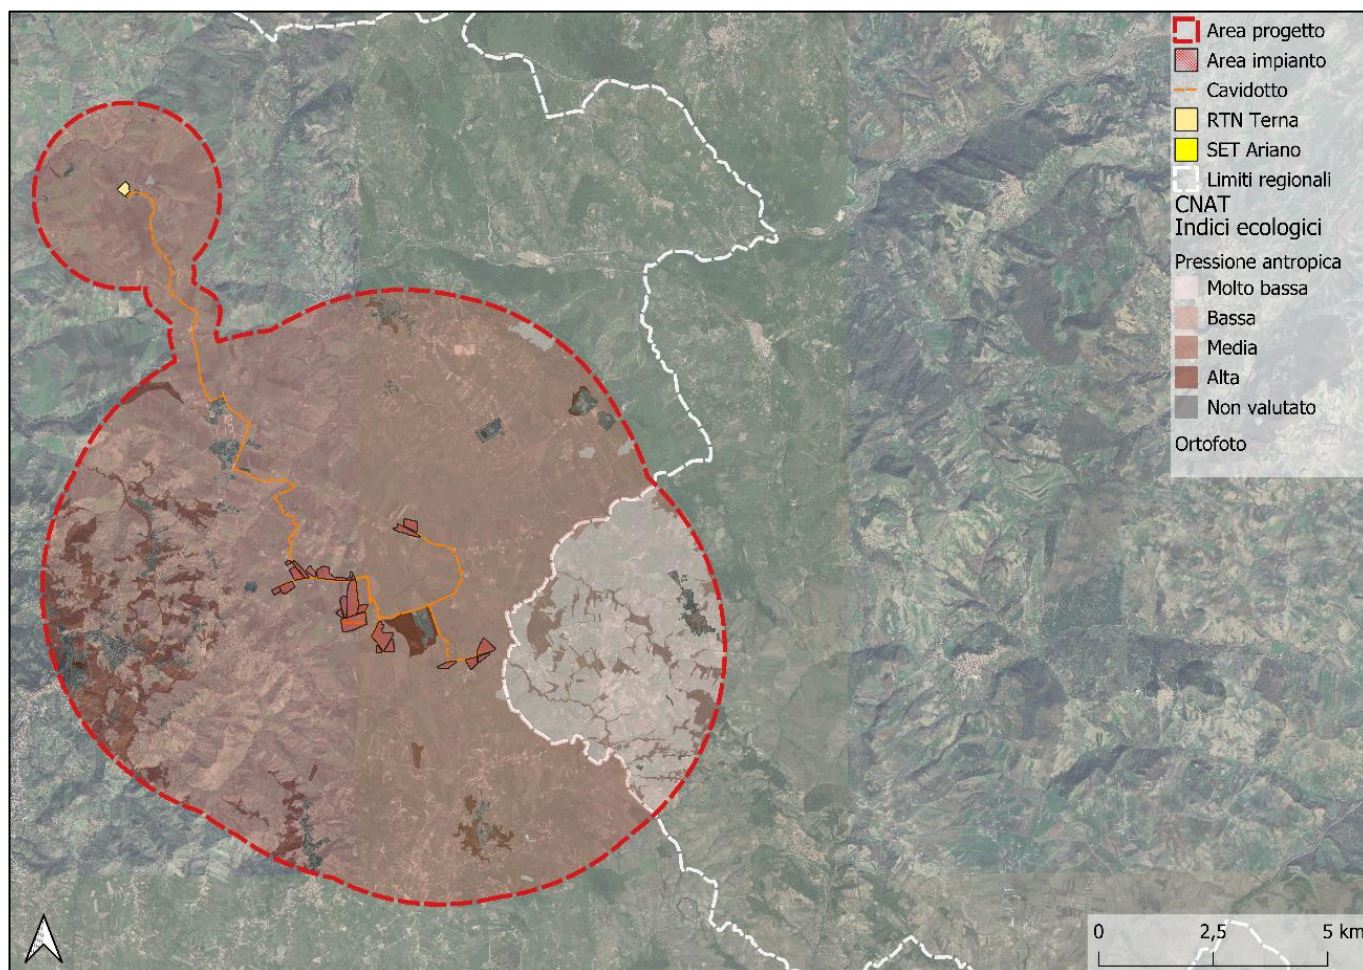 Area progetto
Area impianto
Cavidotto
RTN Terna
SET Ariano
Limiti regionali
CNAT
Indici ecologici
Pressione antropica
Molto bassa
Bassa
Media
Alta
Non valutato
Ortofoto
0 2,5 5 km